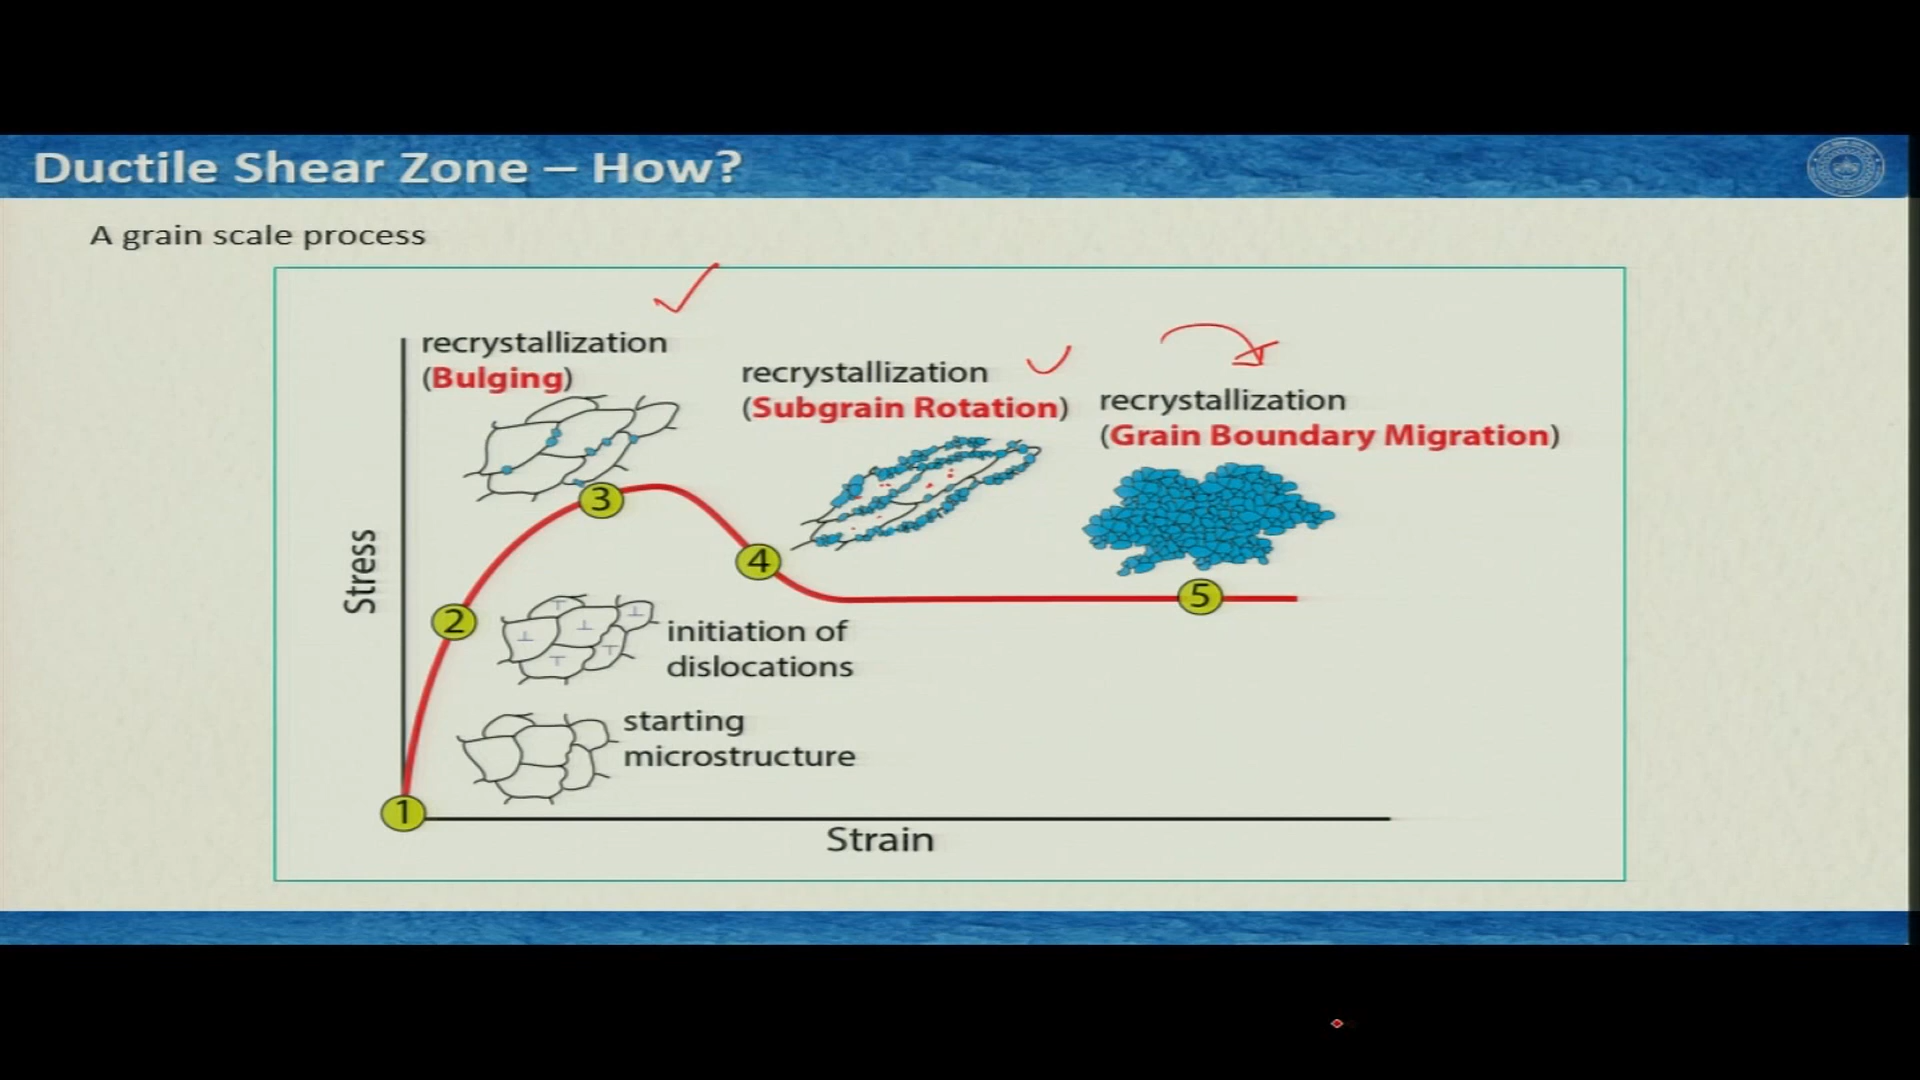 Ductile Shear Zone – How?
A grain scale process
recrystallization
(Bulging)
recrystallization
(Subgrain Rotation)
recrystallization
(Grain Boundary Migration)
3
4
5
2
1
Stress
initiation of
dislocations
starting
microstructure
Strain